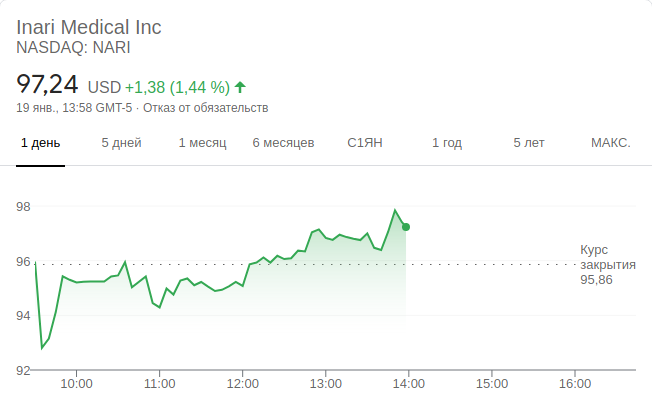 Inari Medical Inc
NASDAQ: NARI
97,24 USD +1,38 (1,44 %)
19 янв., 13:58 GMT-5 · Отказ от обязательств
1 день 5 дней 1 месяц 6 месяцев С1ЯН 1 год 5 лет МАКС.
98
96
94
92
Курс
закрытия
95,86
10:00 11:00 12:00 13:00 14:00 15:00 16:00